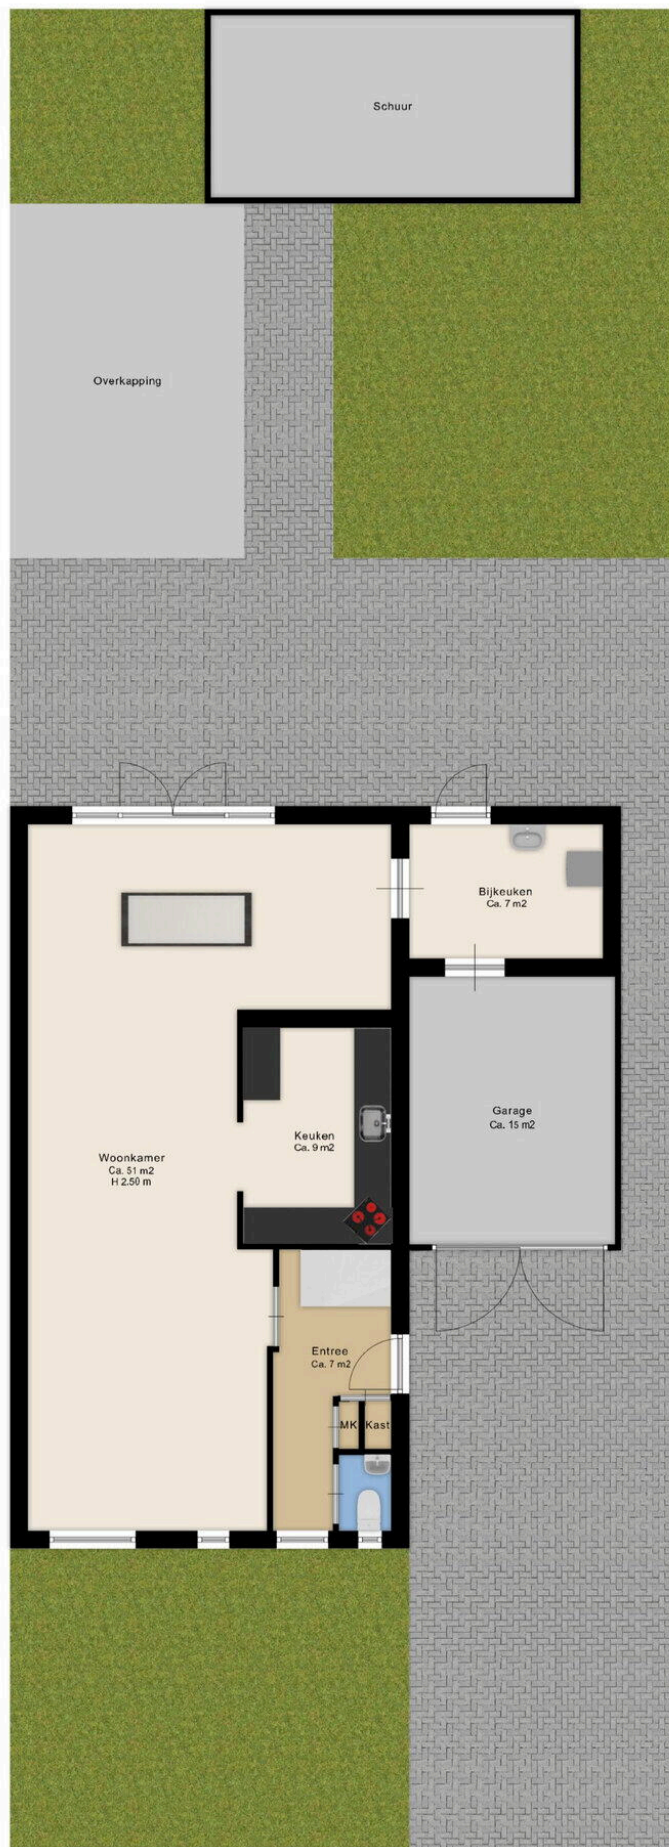 Schuur
Overkapping
Bijkeuken
Ca. 7 m2
Garage
Ca. 15 m2
Keuken
Ca. 9 m2
Woonkamer
Ca. 51 m2
H 2.50 m
Entree
Ca. 7 m2
MK
Kast